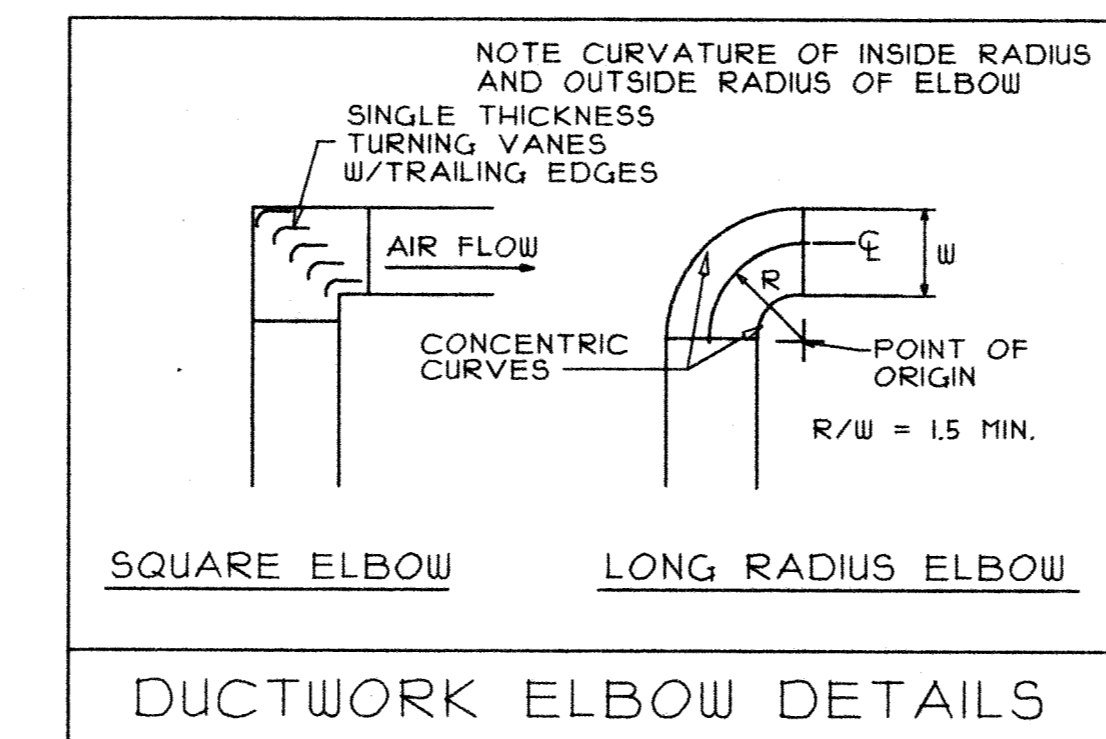 NOTE CURVATURE OF INSIDE RADIUS
AND OUTSIDE RADIUS OF ELBOW
SINGLE THICKNESS
TURNING VANES
W/TRAILING EDGES
AIR FLOW
℄
W
R
CONCENTRIC
CURVES
POINT OF
ORIGIN
R/W = 1.5 MIN.
SQUARE ELBOW
LONG RADIUS ELBOW
DUCTWORK ELBOW DETAILS